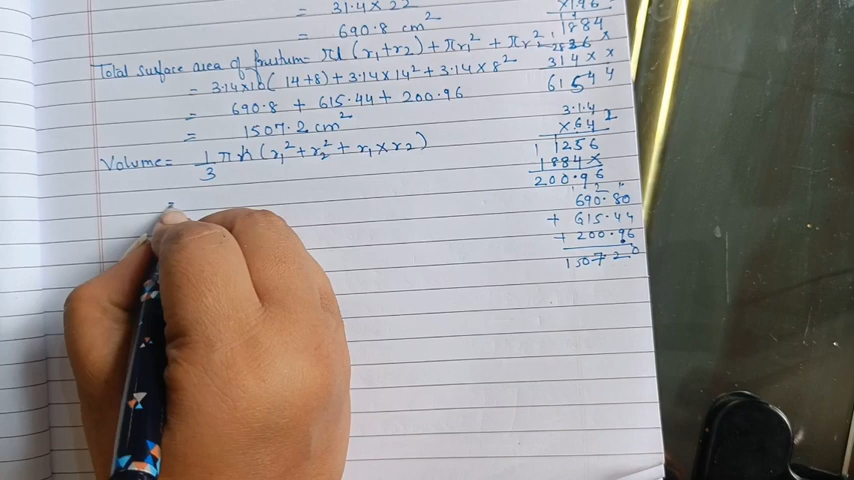 = 31.4 × 22
= 690.8 cm²
Total surface area of frustum = πl (r₁+r₂) + πr₁² + πr₂²
= 3.14×10 (14+8) + 3.14×14² + 3.14×8²
= 690.8 + 615.44 + 200.96
= 1507.2 cm²
Volume = 1/3 πh (r₁² + r₂² + r₁ × r₂)
=
×196
1884
2826 ×
314 × ×
61544
3.14
×64
1256
1884×
200.96
690.80
+ 615.44
+ 200.96
1507.20